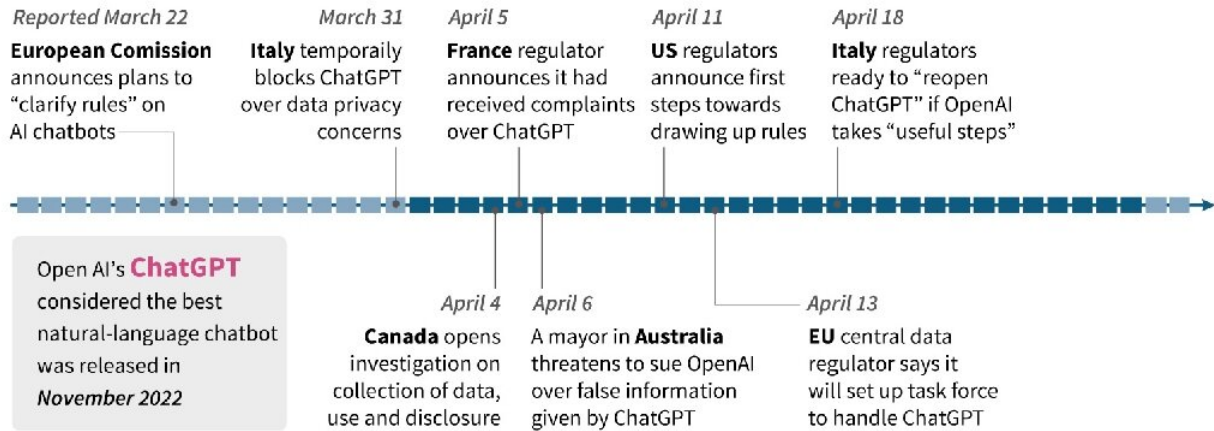 Reported March 22
European Comission
announces plans to
“clarify rules” on
AI chatbots
March 31
Italy temporaily
blocks ChatGPT
over data privacy
concerns
April 5
France regulator
announces it had
received complaints
over ChatGPT
April 11
US regulators
announce first
steps towards
drawing up rules
April 18
Italy regulators
ready to “reopen
ChatGPT” if OpenAI
takes “useful steps”
Open AI’s ChatGPT
considered the best
natural-language chatbot
was released in
November 2022
April 4
Canada opens
investigation on
collection of data,
use and disclosure
April 6
A mayor in Australia
threatens to sue OpenAI
over false information
given by ChatGPT
April 13
EU central data
regulator says it
will set up task force
to handle ChatGPT